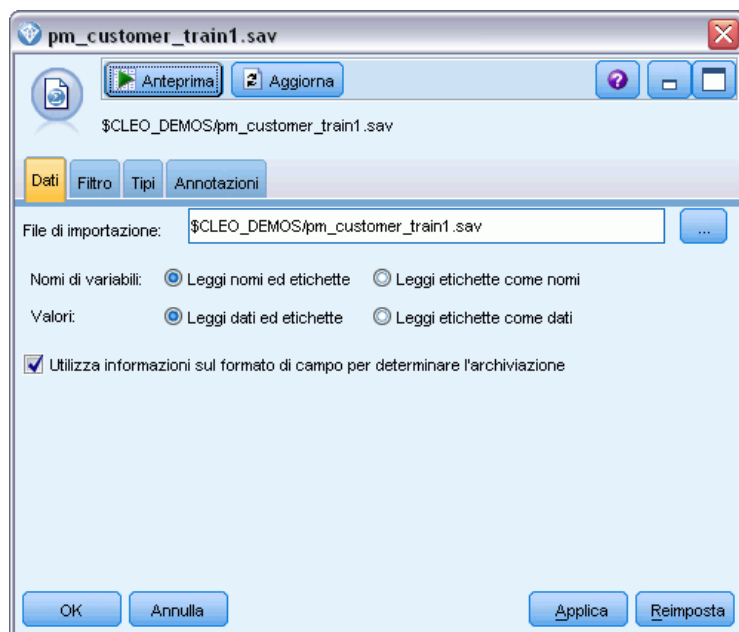 pm_customer_train1.sav
Anteprima Aggiorna
$CLEO_DEMOS/pm_customer_train1.sav
Dati Filtro Tipi Annotazioni
File di importazione: $CLEO_DEMOS/pm_customer_train1.sav ...
Nomi di variabili: Leggi nomi ed etichette Leggi etichette come nomi
Valori: Leggi dati ed etichette Leggi etichette come dati
Utilizza informazioni sul formato di campo per determinare l'archiviazione
OK Annulla Applica Reimposta